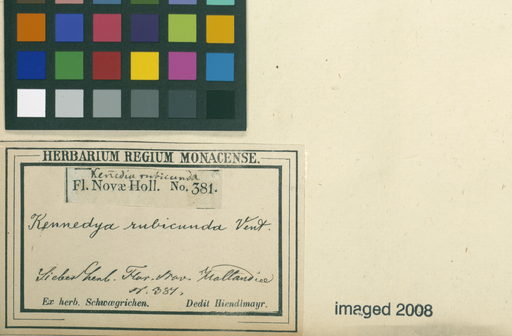 HERBARIUM REGIUM MONACENSE.
Kennedia rubicunda
Fl. Novæ Holl. No. 381.
Kennedya rubicunda Vent.
Sieber herb. Flor. Nov. Hollandiae
N. 381.
Ex herb. Schwægrichen. Dedit Hiendlmayr.
imaged 2008